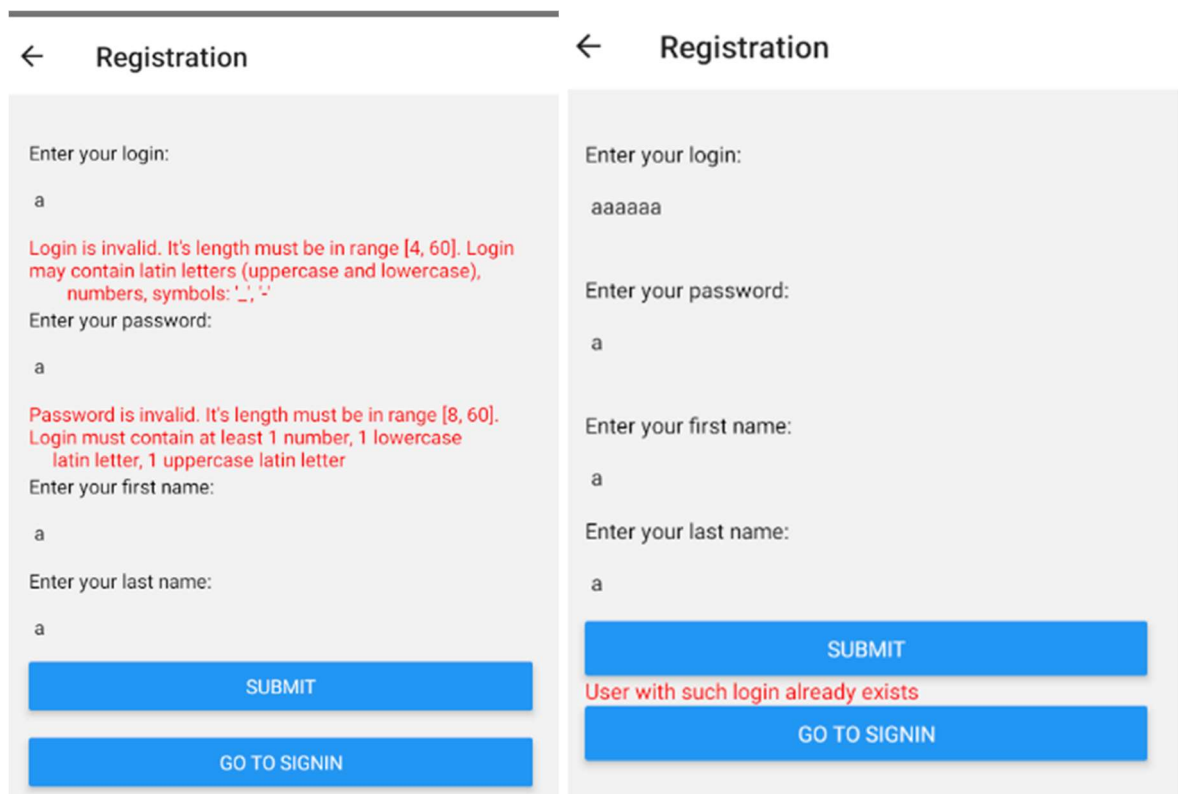 Registration
Enter your login:
a
Login is invalid. It's length must be in range [4, 60]. Login
may contain latin letters (uppercase and lowercase),
numbers, symbols: '_', '-'
Enter your password:
a
Password is invalid. It's length must be in range [8, 60].
Login must contain at least 1 number, 1 lowercase
latin letter, 1 uppercase latin letter
Enter your first name:
a
Enter your last name:
a
SUBMIT
GO TO SIGNIN
Registration
Enter your login:
aaaaaa
Enter your password:
a
Enter your first name:
a
Enter your last name:
a
SUBMIT
User with such login already exists
GO TO SIGNIN